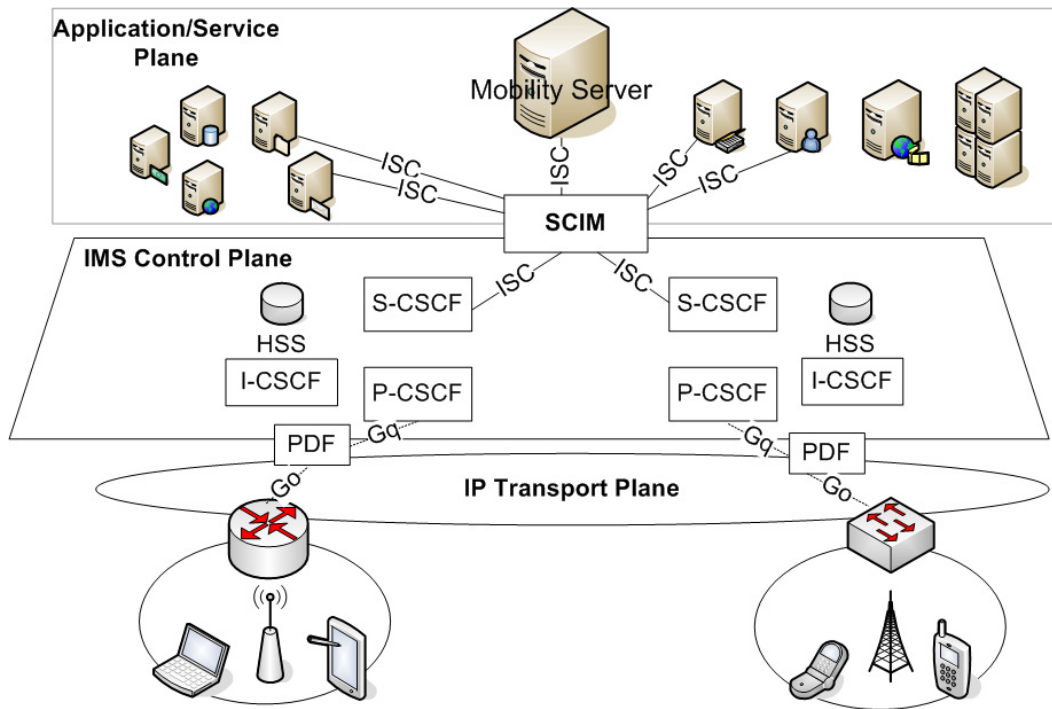 Application/Service
Plane
Mobility Server
ISC
ISC
ISC
ISC
ISC
SCIM
IMS Control Plane
ISC
ISC
S-CSCF
S-CSCF
HSS
HSS
I-CSCF
P-CSCF
P-CSCF
I-CSCF
PDF
Gq
Gq
PDF
Go
IP Transport Plane
Go